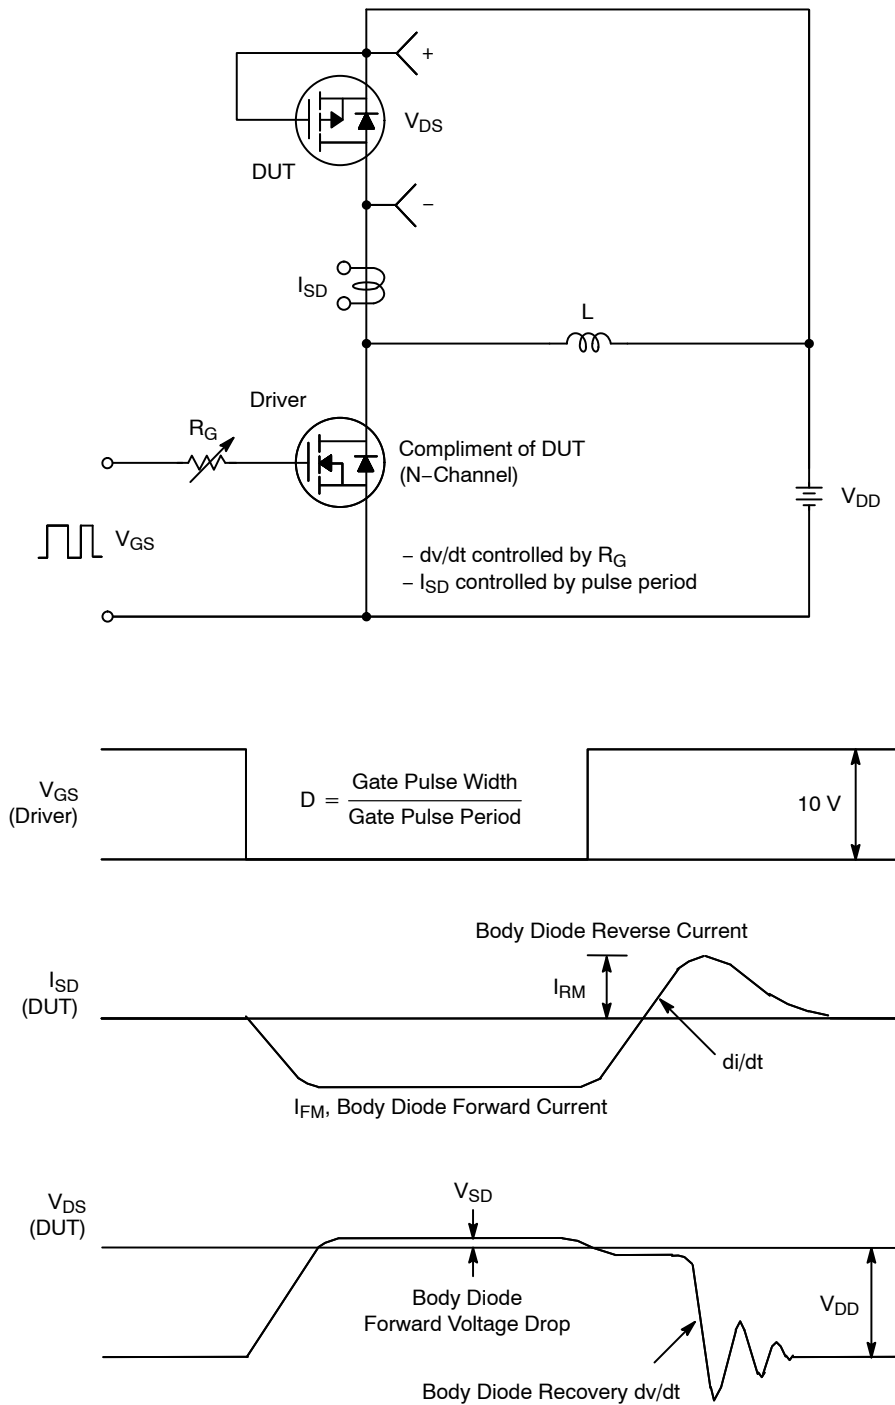 +
V_DS
DUT
−
I_SD
L
Driver
R_G
Compliment of DUT
(N−Channel)
V_DD
V_GS
− dv/dt controlled by R_G
− I_SD controlled by pulse period
V_GS
(Driver)
D = Gate Pulse Width
Gate Pulse Period
10 V
Body Diode Reverse Current
I_SD
(DUT)
I_RM
di/dt
I_FM, Body Diode Forward Current
V_DS
(DUT)
V_SD
Body Diode
Forward Voltage Drop
V_DD
Body Diode Recovery dv/dt